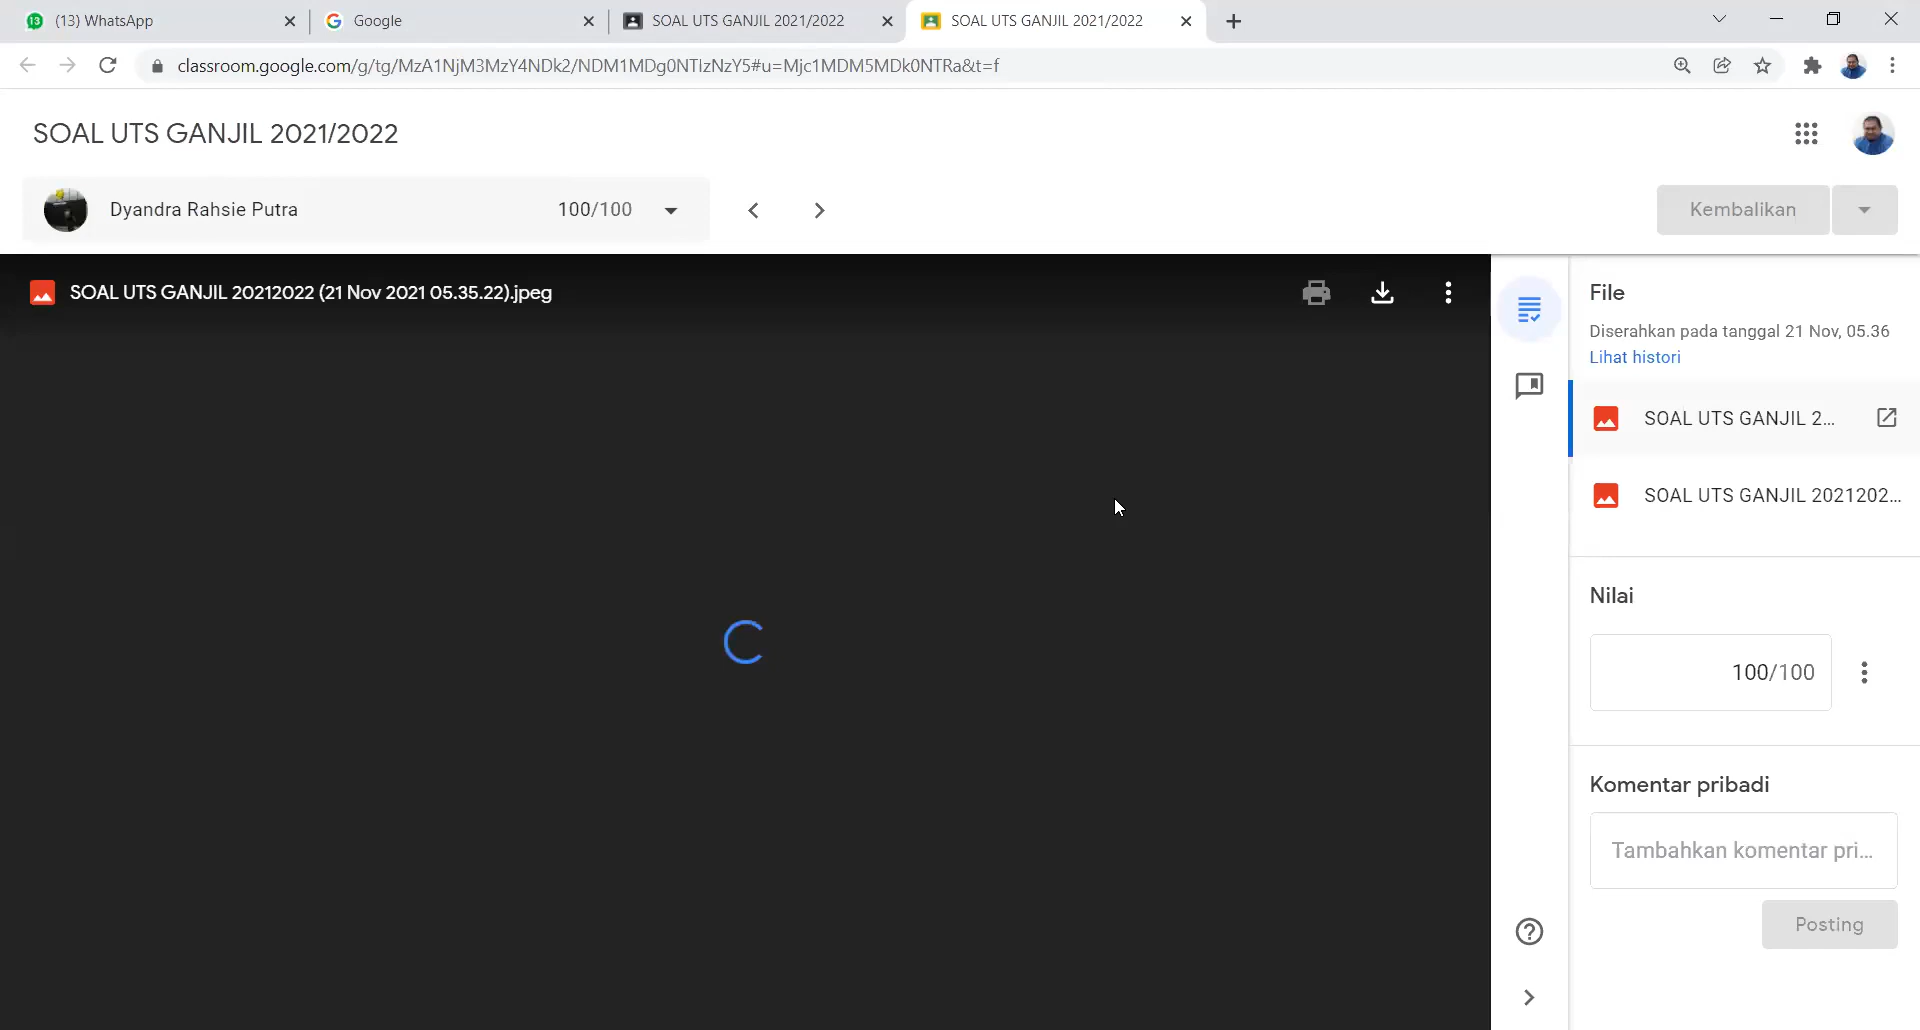 (13) WhatsApp
Google
SOAL UTS GANJIL 2021/2022
SOAL UTS GANJIL 2021/2022
classroom.google.com/g/tg/MzA1NjM3MzY4NDk2/NDM1MDg0NTIzNzY5#u=Mjc1MDM5MDk0NTRa&t=f
SOAL UTS GANJIL 2021/2022
Dyandra Rahsie Putra
100/100
Kembalikan
SOAL UTS GANJIL 20212022 (21 Nov 2021 05.35.22).jpeg
File
Diserahkan pada tanggal 21 Nov, 05.36
Lihat histori
SOAL UTS GANJIL 2...
SOAL UTS GANJIL 2021202...
Nilai
100/100
Komentar pribadi
Tambahkan komentar pri...
Posting